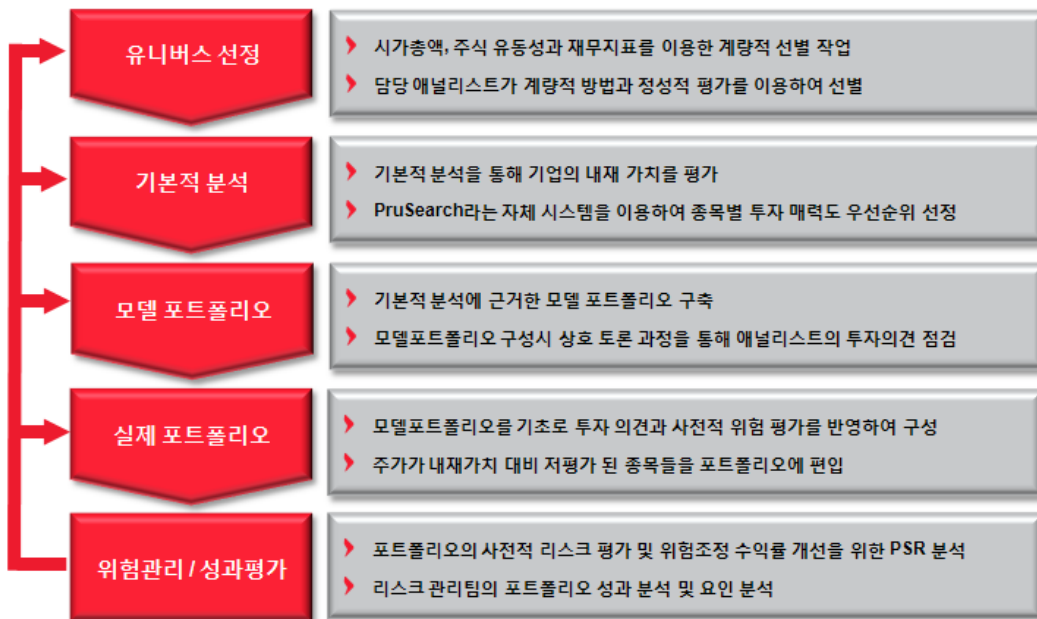 유니버스 선정
시가총액, 주식 유동성과 재무지표를 이용한 계량적 선별 작업
담당 애널리스트가 계량적 방법과 정성적 평가를 이용하여 선별
기본적 분석
기본적 분석을 통해 기업의 내재 가치를 평가
PruSearch라는 자체 시스템을 이용하여 종목별 투자 매력도 우선순위 선정
모델 포트폴리오
기본적 분석에 근거한 모델 포트폴리오 구축
모델포트폴리오 구성시 상호 토론 과정을 통해 애널리스트의 투자의견 점검
실제 포트폴리오
모델포트폴리오를 기초로 투자 의견과 사전적 위험 평가를 반영하여 구성
주가가 내재가치 대비 저평가 된 종목들을 포트폴리오에 편입
위험관리 / 성과평가
포트폴리오의 사전적 리스크 평가 및 위험조정 수익률 개선을 위한 PSR 분석
리스크 관리팀의 포트폴리오 성과 분석 및 요인 분석